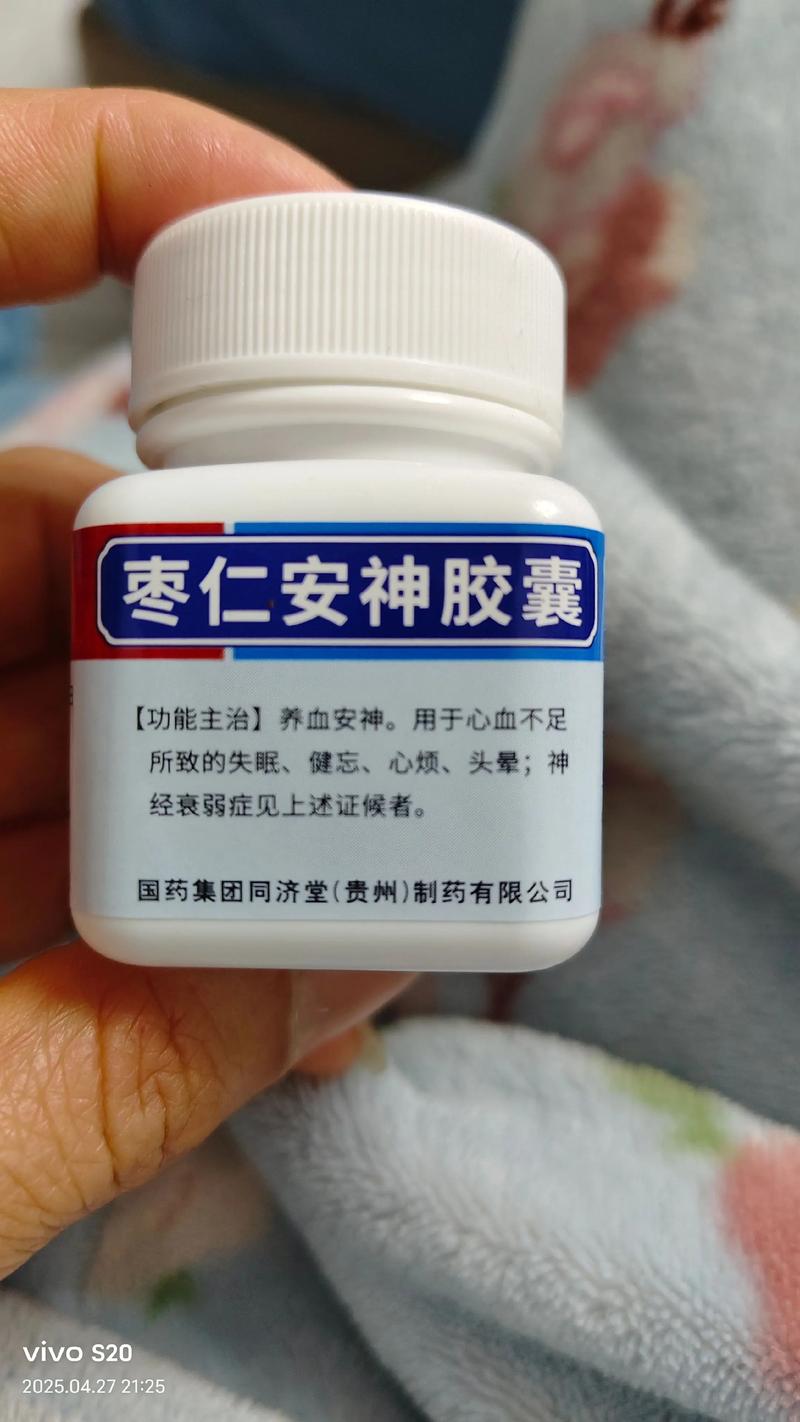 枣仁安神胶囊
【功能主治】养血安神。用于心血不足
所致的失眠、健忘、心烦、头晕；神
经衰弱症见上述证候者。
国药集团同济堂(贵州)制药有限公司
vivo S20
2025.04.27 21:25